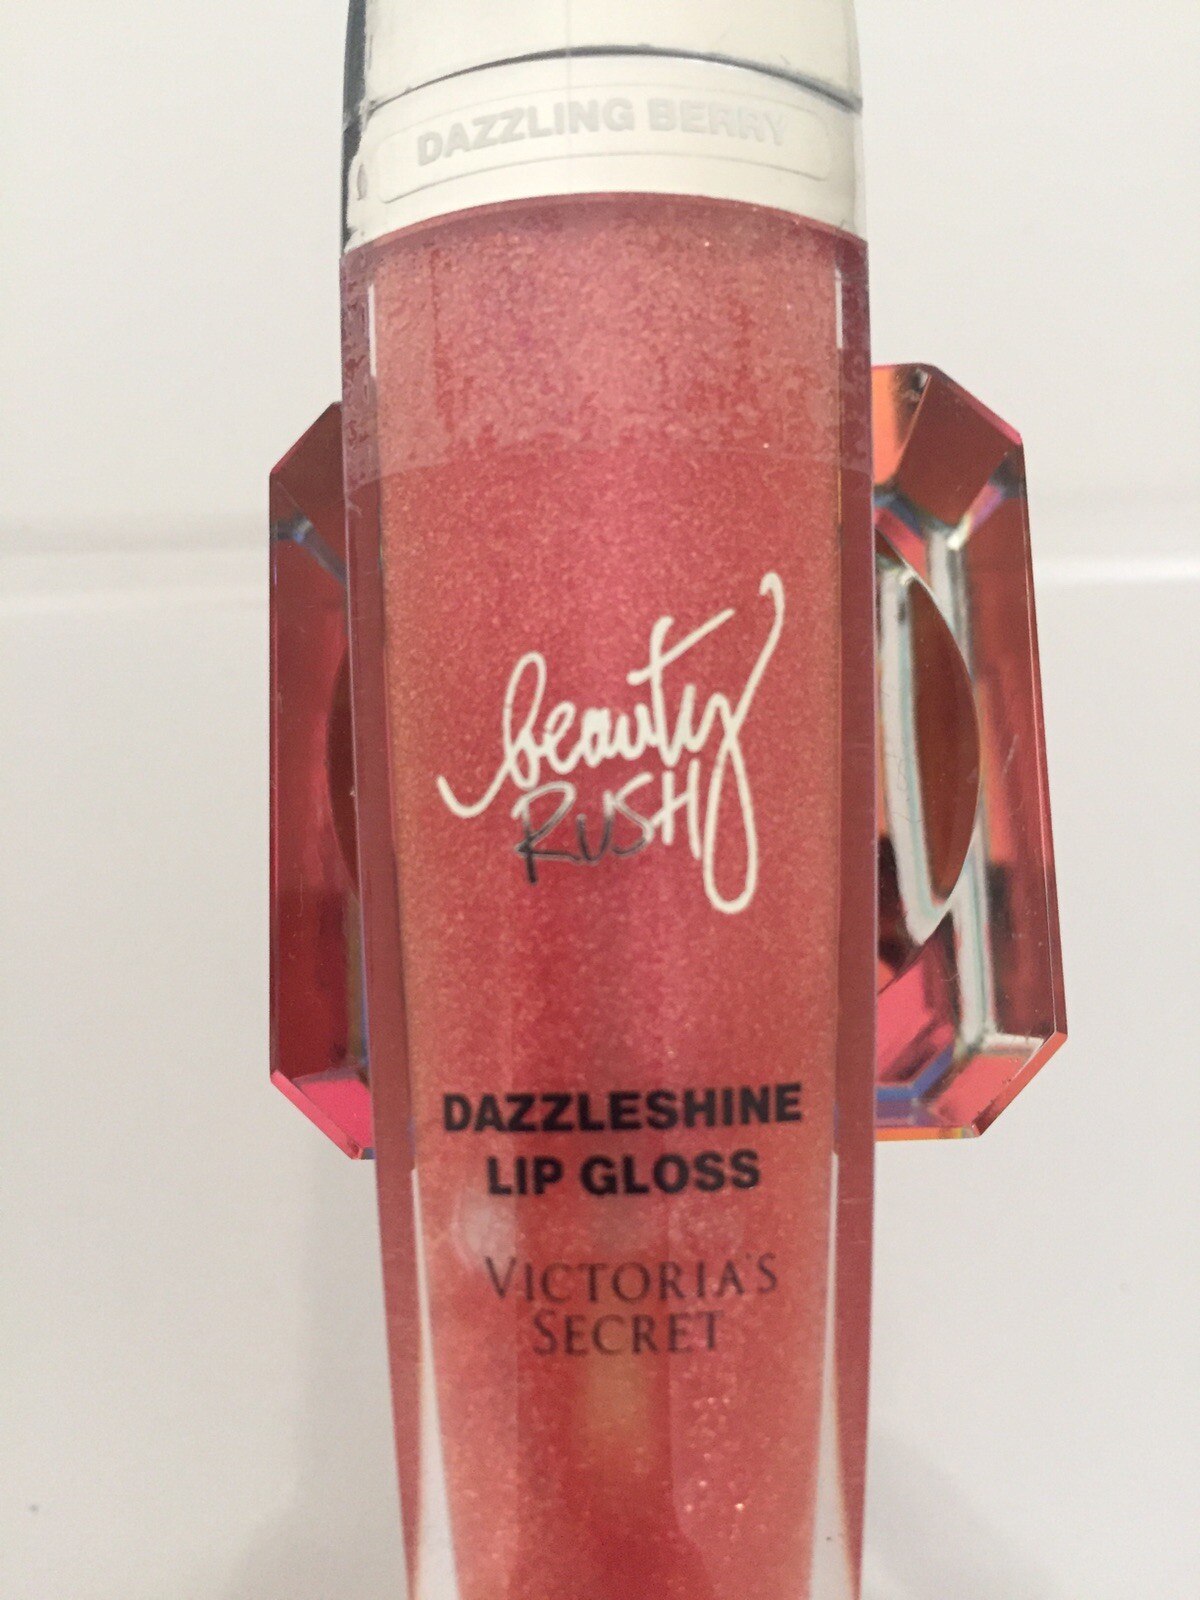 DAZZLING BERRY
beauty
RUSH
DAZZLESHINE
LIP GLOSS
VICTORIA'S
SECRET